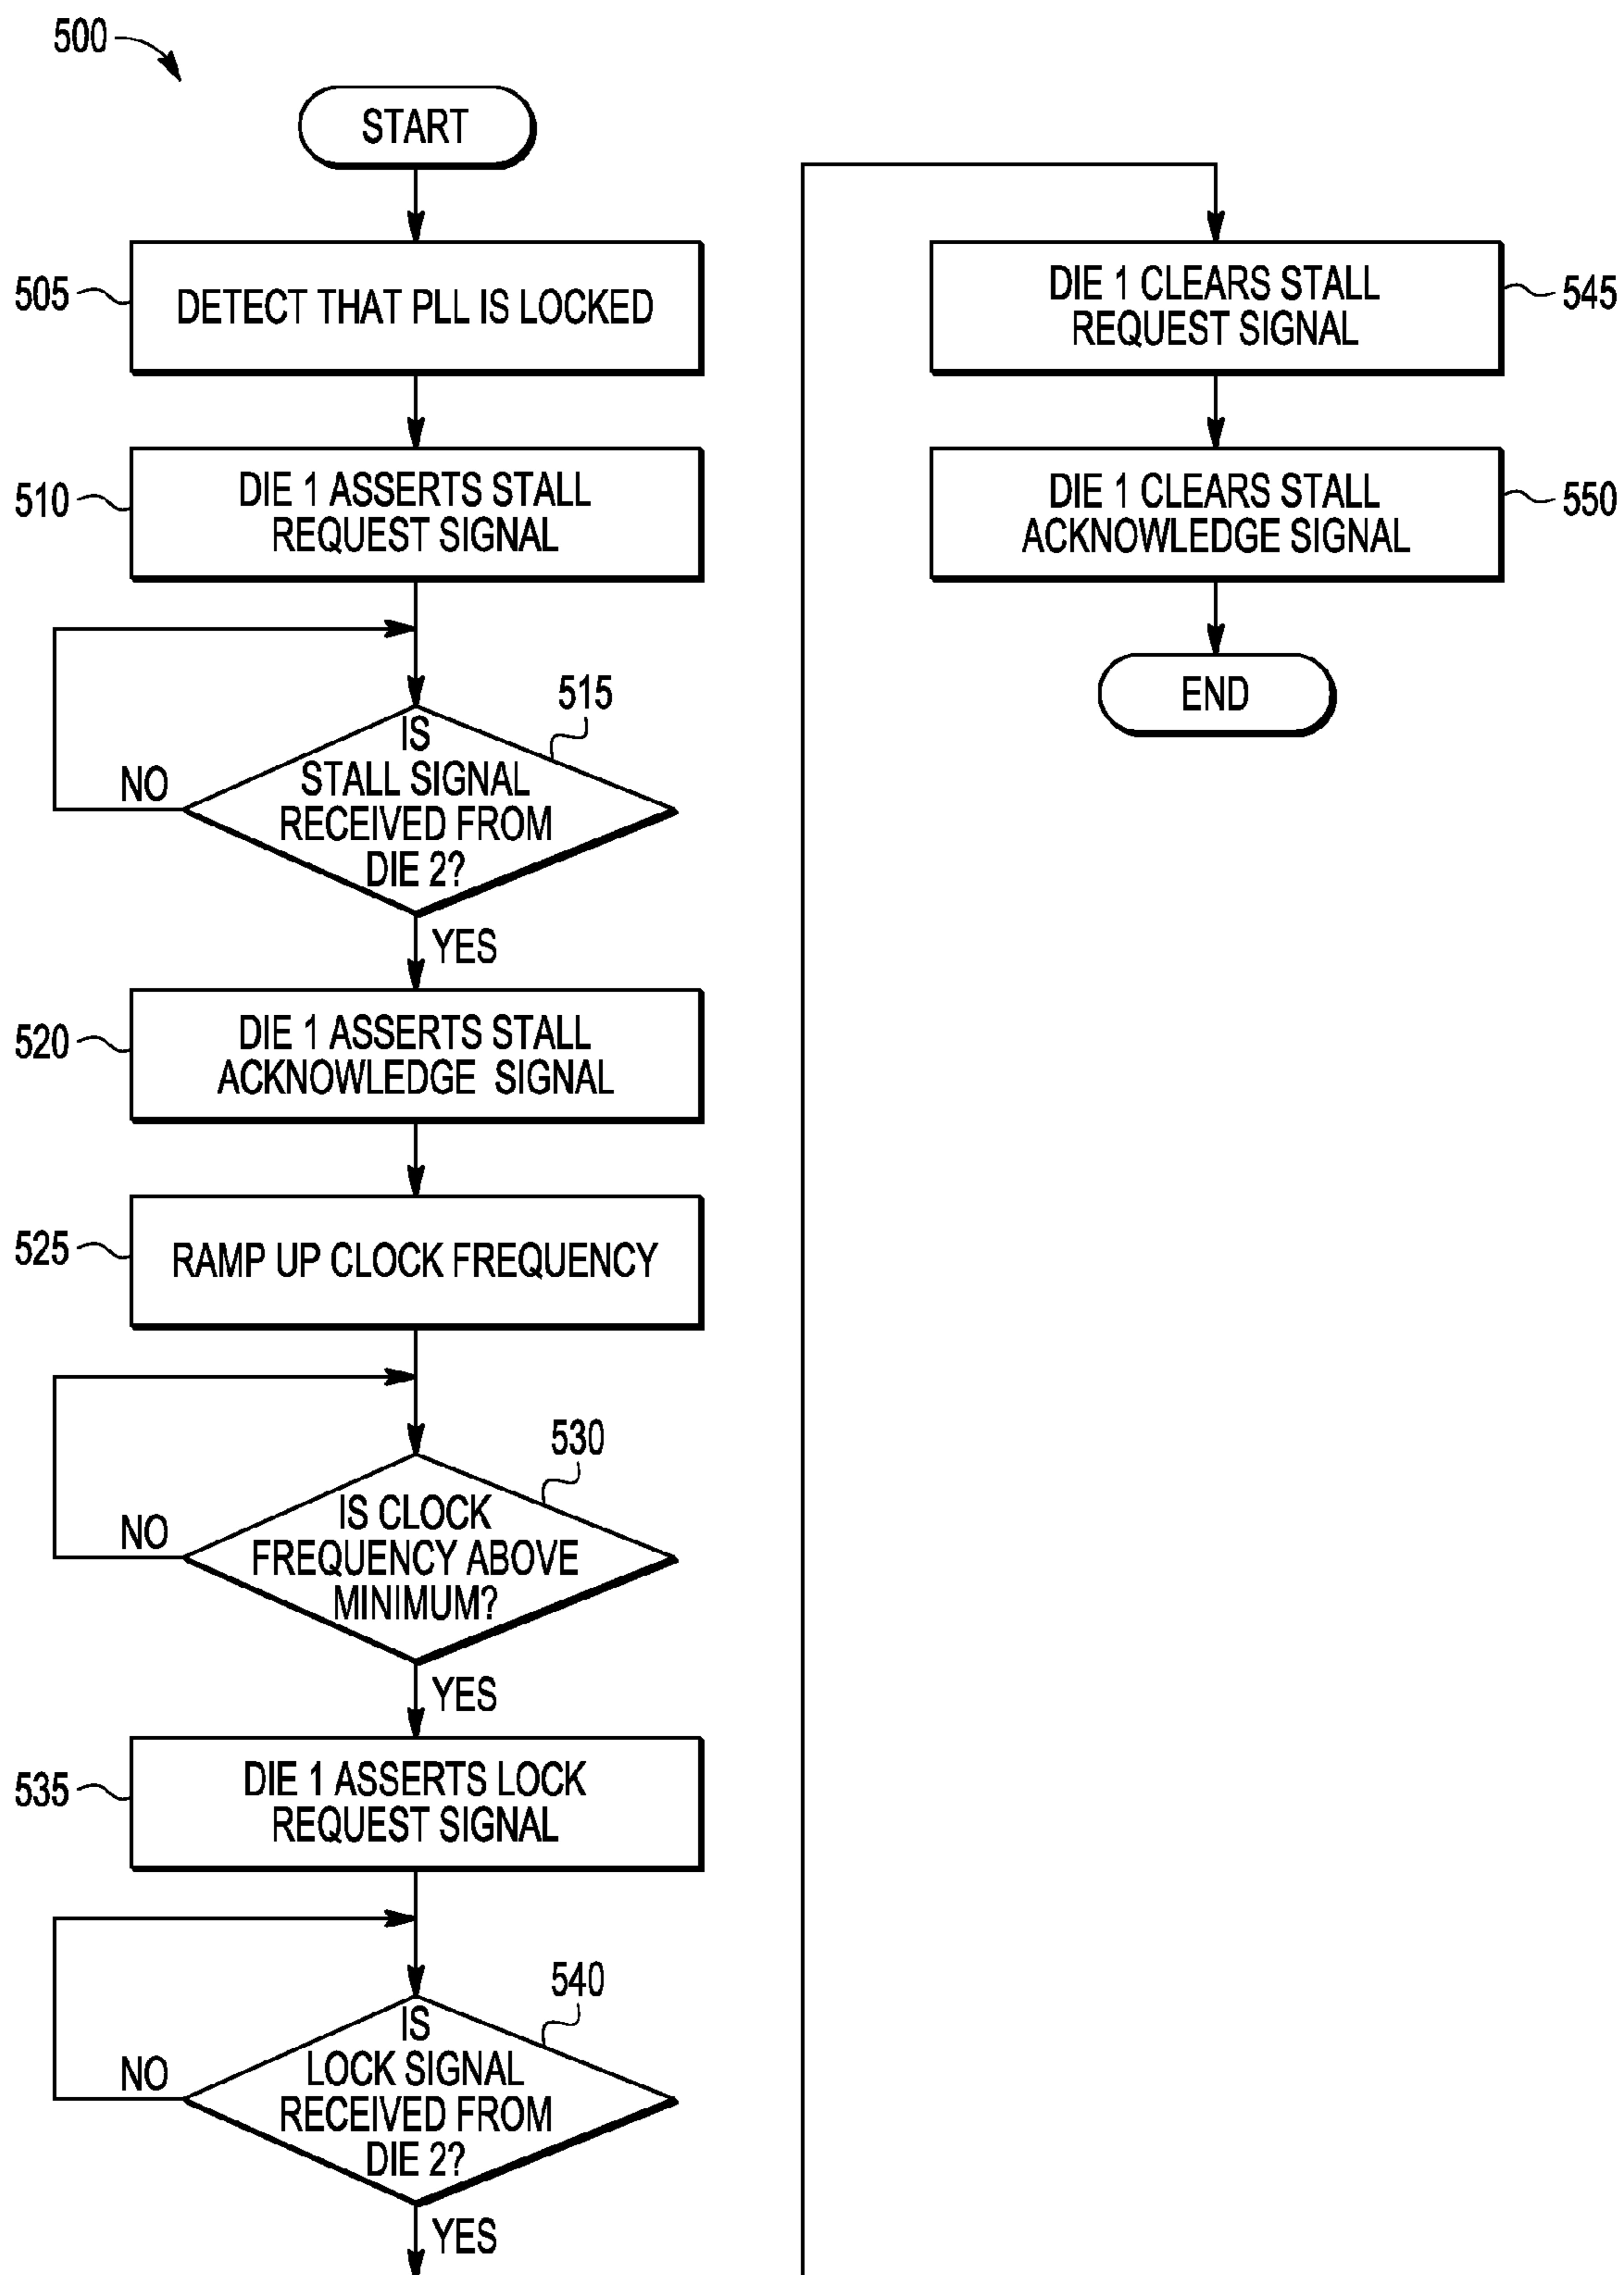 500
START
505
DETECT THAT PLL IS LOCKED
510
DIE 1 ASSERTS STALL
REQUEST SIGNAL
515
IS
STALL SIGNAL
RECEIVED FROM
DIE 2?
NO
YES
520
DIE 1 ASSERTS STALL
ACKNOWLEDGE SIGNAL
525
RAMP UP CLOCK FREQUENCY
530
IS CLOCK
FREQUENCY ABOVE
MINIMUM?
NO
YES
535
DIE 1 ASSERTS LOCK
REQUEST SIGNAL
540
IS
LOCK SIGNAL
RECEIVED FROM
DIE 2?
NO
YES
DIE 1 CLEARS STALL
REQUEST SIGNAL
545
DIE 1 CLEARS STALL
ACKNOWLEDGE SIGNAL
550
END